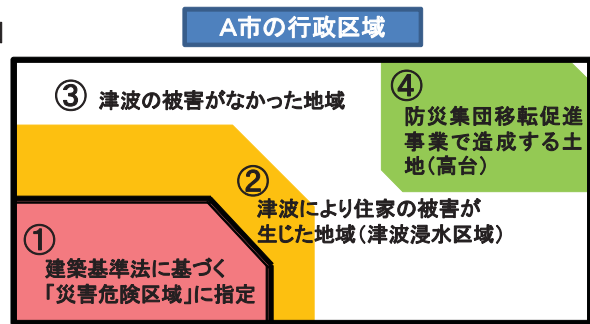 A市の行政区域
③ 津波の被害がなかった地域
④
防災集団移転促進
事業で造成する土
地(高台)
②
津波により住家の被害が
生じた地域(津波浸水区域)
①
建築基準法に基づく
「災害危険区域」に指定